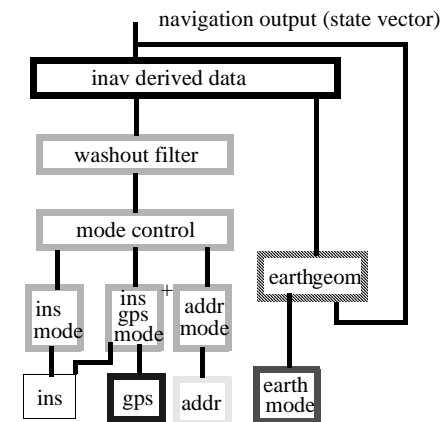 navigation output (state vector)
inav derived data
washout filter
mode control
earthgeom
ins
mode
ins
gps
mode
+
addr
mode
ins
gps
addr
earth
mode